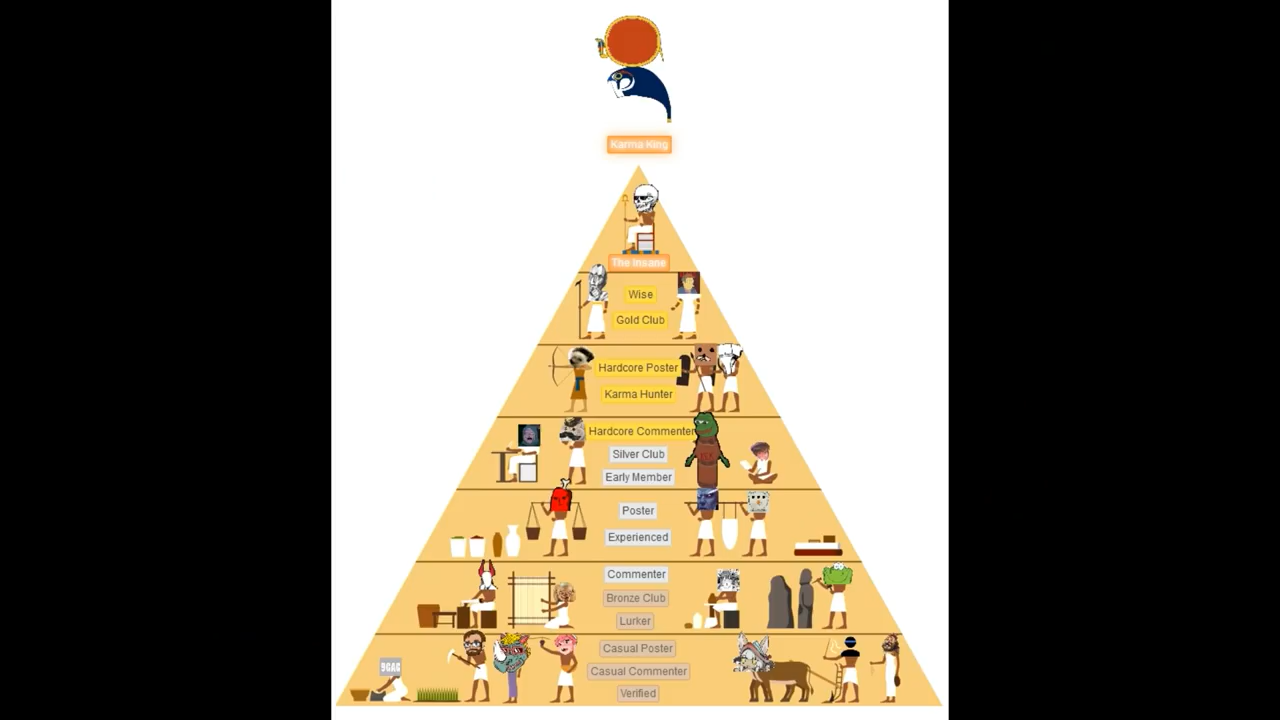 Karma King
The Insane
Wise
Gold Club
Hardcore Poster
Karma Hunter
Hardcore Commenter
Silver Club
Early Member
Poster
Experienced
Commenter
Bronze Club
Lurker
Casual Poster
Casual Commenter
Verified
9GAG